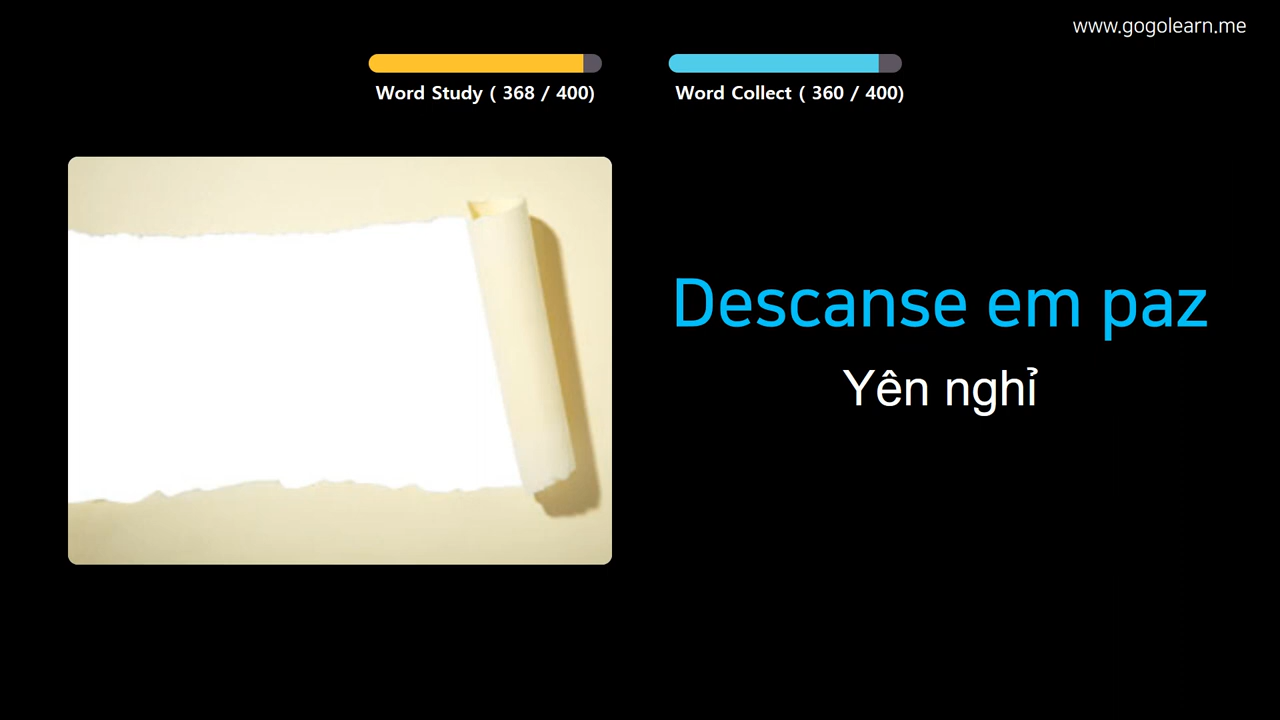 www.gogolearn.me
Word Study ( 368 / 400)
Word Collect ( 360 / 400)
Descanse em paz
Yên nghỉ